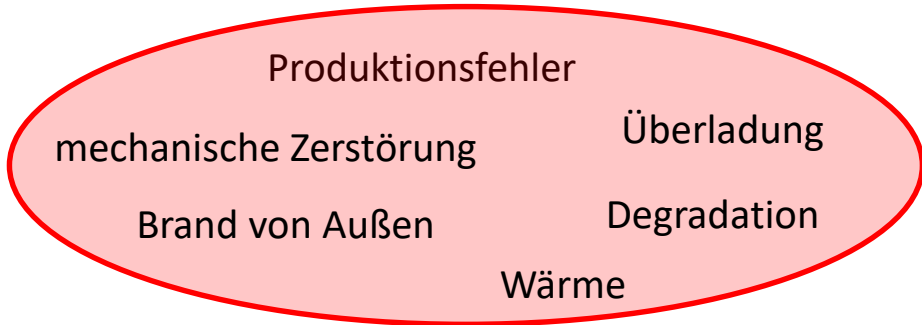 Produktionsfehler
mechanische Zerstörung
Überladung
Brand von Außen
Degradation
Wärme